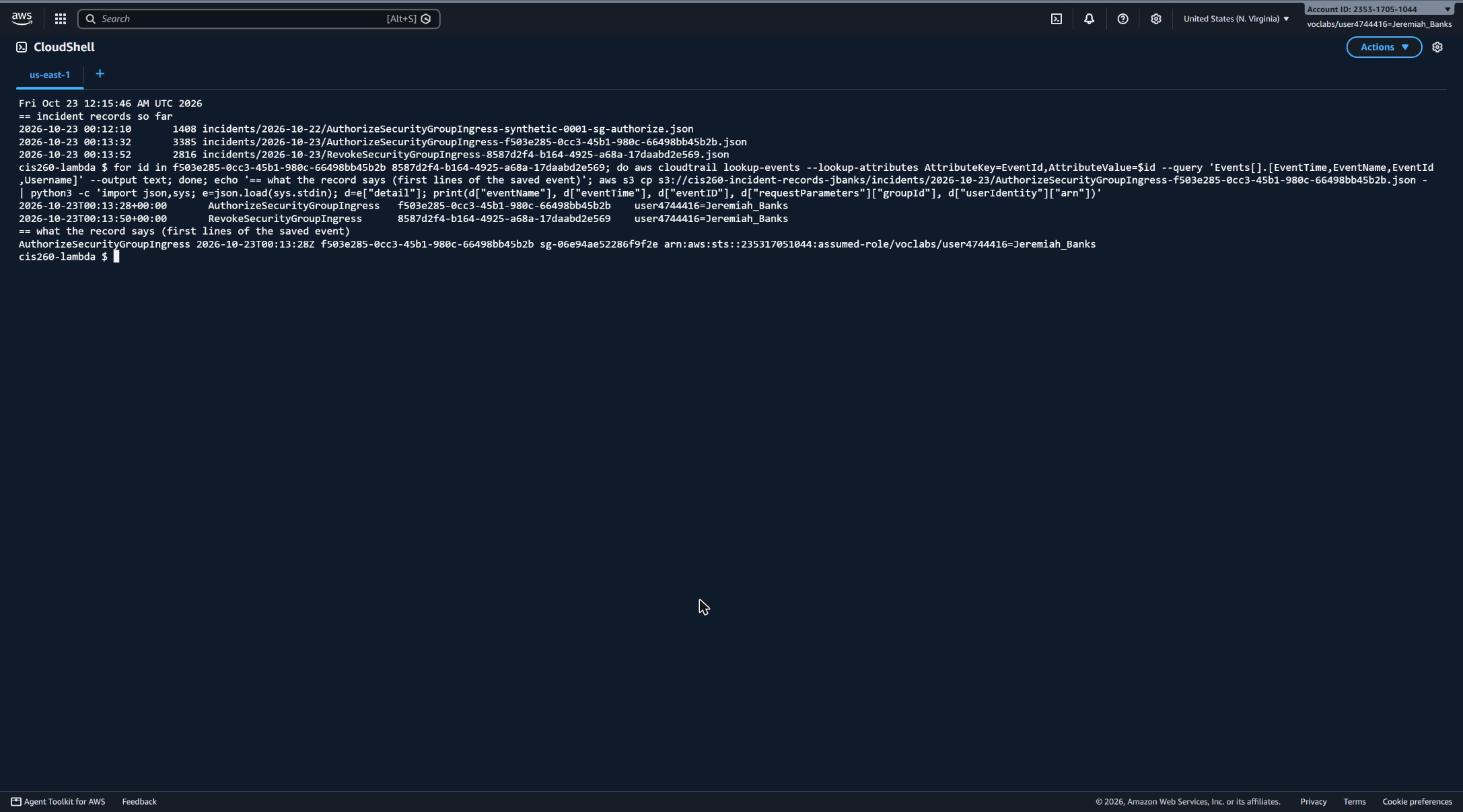 aws
Search
[Alt+S]
United States (N. Virginia) ▼
Account ID: 2353-1705-1044 ▼
voclabs/user4744416=Jeremiah_Banks
CloudShell
Actions ▼
us-east-1
+
Fri Oct 23 12:15:46 AM UTC 2026
== incident records so far
2026-10-23 00:12:10       1408 incidents/2026-10-22/AuthorizeSecurityGroupIngress-synthetic-0001-sg-authorize.json
2026-10-23 00:13:32       3385 incidents/2026-10-23/AuthorizeSecurityGroupIngress-f503e285-0cc3-45b1-980c-66498bb45b2b.json
2026-10-23 00:13:52       2816 incidents/2026-10-23/RevokeSecurityGroupIngress-8587d2f4-b164-4925-a68a-17daabd2e569.json
cis260-lambda $ for id in f503e285-0cc3-45b1-980c-66498bb45b2b 8587d2f4-b164-4925-a68a-17daabd2e569; do aws cloudtrail lookup-events --lookup-attributes AttributeKey=EventId,AttributeValue=$id --query 'Events[].[EventTime,EventName,EventId
,Username]' --output text; done; echo '== what the record says (first lines of the saved event)'; aws s3 cp s3://cis260-incident-records-jbanks/incidents/2026-10-23/AuthorizeSecurityGroupIngress-f503e285-0cc3-45b1-980c-66498bb45b2b.json -
| python3 -c 'import json,sys; e=json.load(sys.stdin); d=e["detail"]; print(d["eventName"], d["eventTime"], d["eventID"], d["requestParameters"]["groupId"], d["userIdentity"]["arn"])'
2026-10-23T00:13:28+00:00       AuthorizeSecurityGroupIngress   f503e285-0cc3-45b1-980c-66498bb45b2b    user4744416=Jeremiah_Banks
2026-10-23T00:13:50+00:00       RevokeSecurityGroupIngress      8587d2f4-b164-4925-a68a-17daabd2e569    user4744416=Jeremiah_Banks
== what the record says (first lines of the saved event)
AuthorizeSecurityGroupIngress 2026-10-23T00:13:28Z f503e285-0cc3-45b1-980c-66498bb45b2b sg-06e94ae52286f9f2e arn:aws:sts::235317051044:assumed-role/voclabs/user4744416=Jeremiah_Banks
cis260-lambda $
Agent Toolkit for AWS
Feedback
© 2026, Amazon Web Services, Inc. or its affiliates.
Privacy
Terms
Cookie preferences